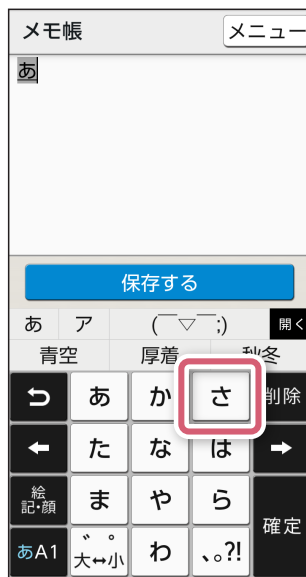 メモ帳 メニュー
あ
保存する
あ ア (￣▽￣;) 開く
青空 厚着 秋冬
あ か さ 削除
た な は
絵記・顔 ま や ら
確定
あA1 ゛゜大↔小 わ 、。?!